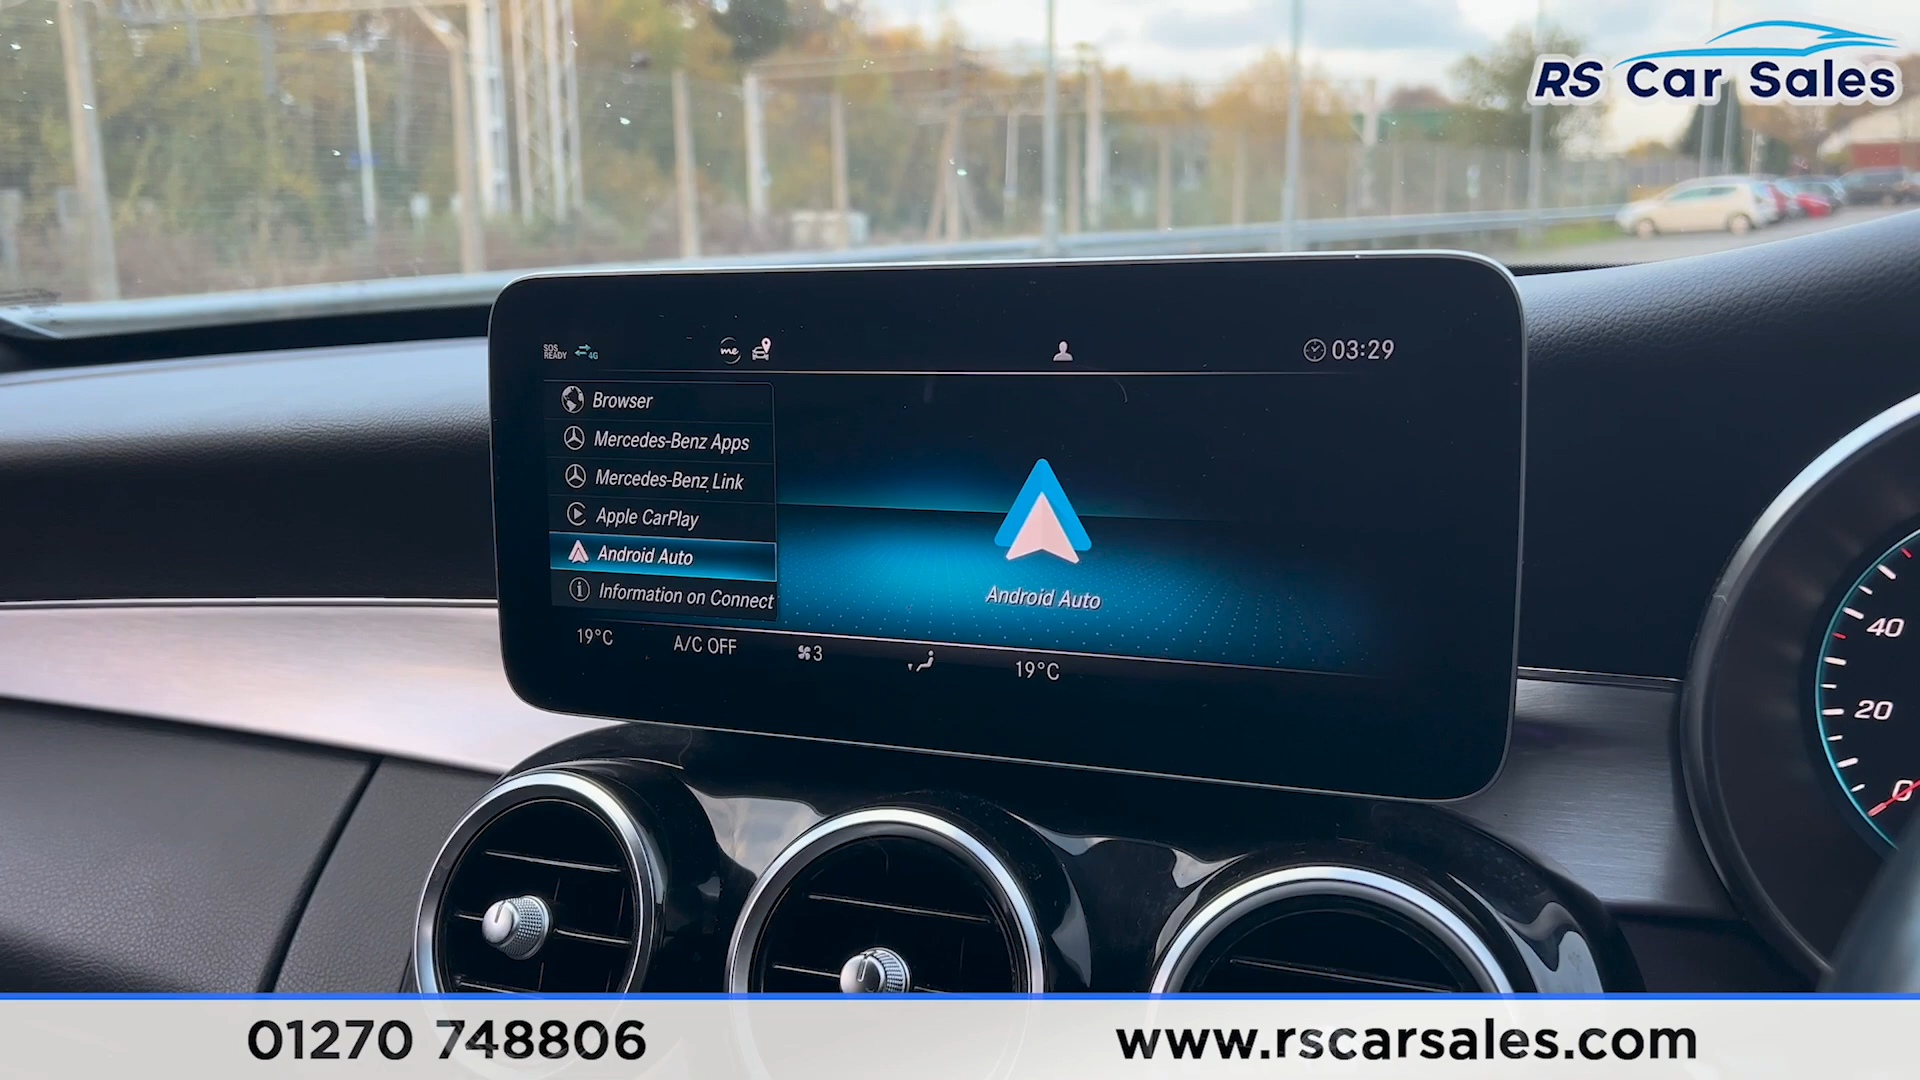 RS Car Sales
SOS READY 4G
me
03:29
Browser
Mercedes-Benz Apps
Mercedes-Benz Link
Apple CarPlay
Android Auto
Information on Connect
Android Auto
19°C A/C OFF 3 19°C
40
20
0
01270 748806 www.rscarsales.com